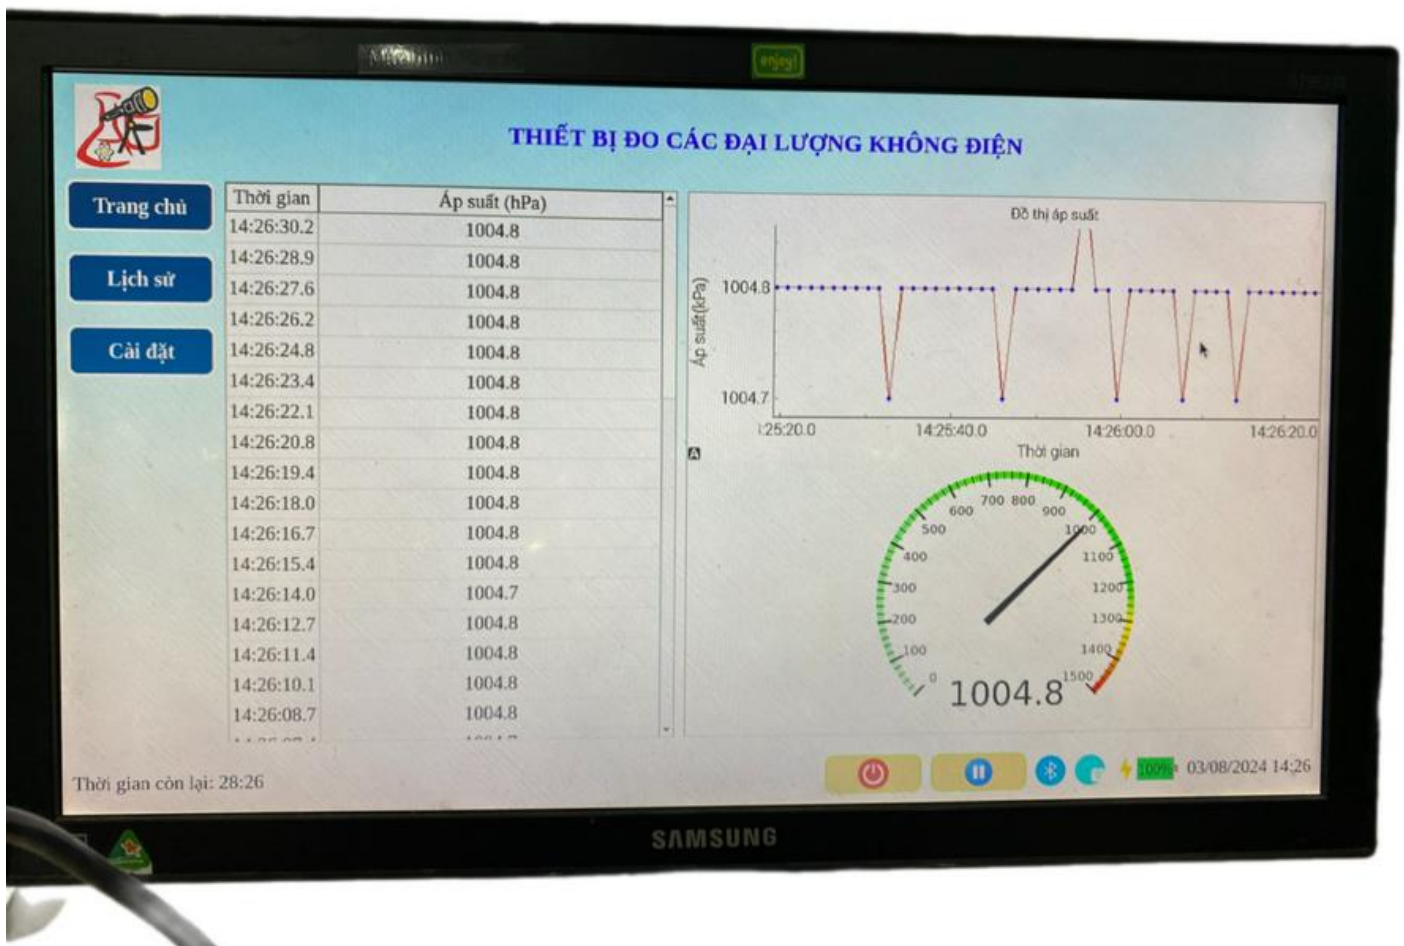 enjoy!
THIẾT BỊ ĐO CÁC ĐẠI LƯỢNG KHÔNG ĐIỆN
Trang chủ
Lịch sử
Cài đặt
Thời gian Áp suất (hPa)
14:26:30.2 1004.8
14:26:28.9 1004.8
14:26:27.6 1004.8
14:26:26.2 1004.8
14:26:24.8 1004.8
14:26:23.4 1004.8
14:26:22.1 1004.8
14:26:20.8 1004.8
14:26:19.4 1004.8
14:26:18.0 1004.8
14:26:16.7 1004.8
14:26:15.4 1004.8
14:26:14.0 1004.7
14:26:12.7 1004.8
14:26:11.4 1004.8
14:26:10.1 1004.8
14:26:08.7 1004.8
Đồ thị áp suất
Áp suất(kPa)
1004.8
1004.7
:25:20.0 14:25:40.0 14:26:00.0 14:26:20.0
Thời gian
A
0 100 200 300 400 500 600 700 800 900 1000 1100 1200 1300 1400 1500
1004.8
Thời gian còn lại: 28:26
100% 03/08/2024 14:26
SAMSUNG